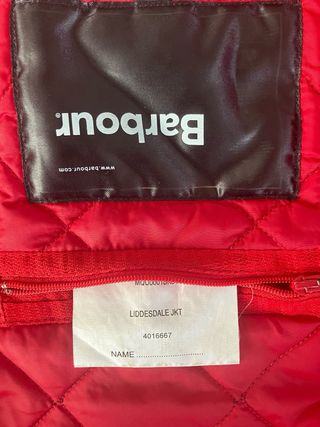 Barbour.
www.barbour.com
LIDDESDALE JKT
4016667
NAME ..............................